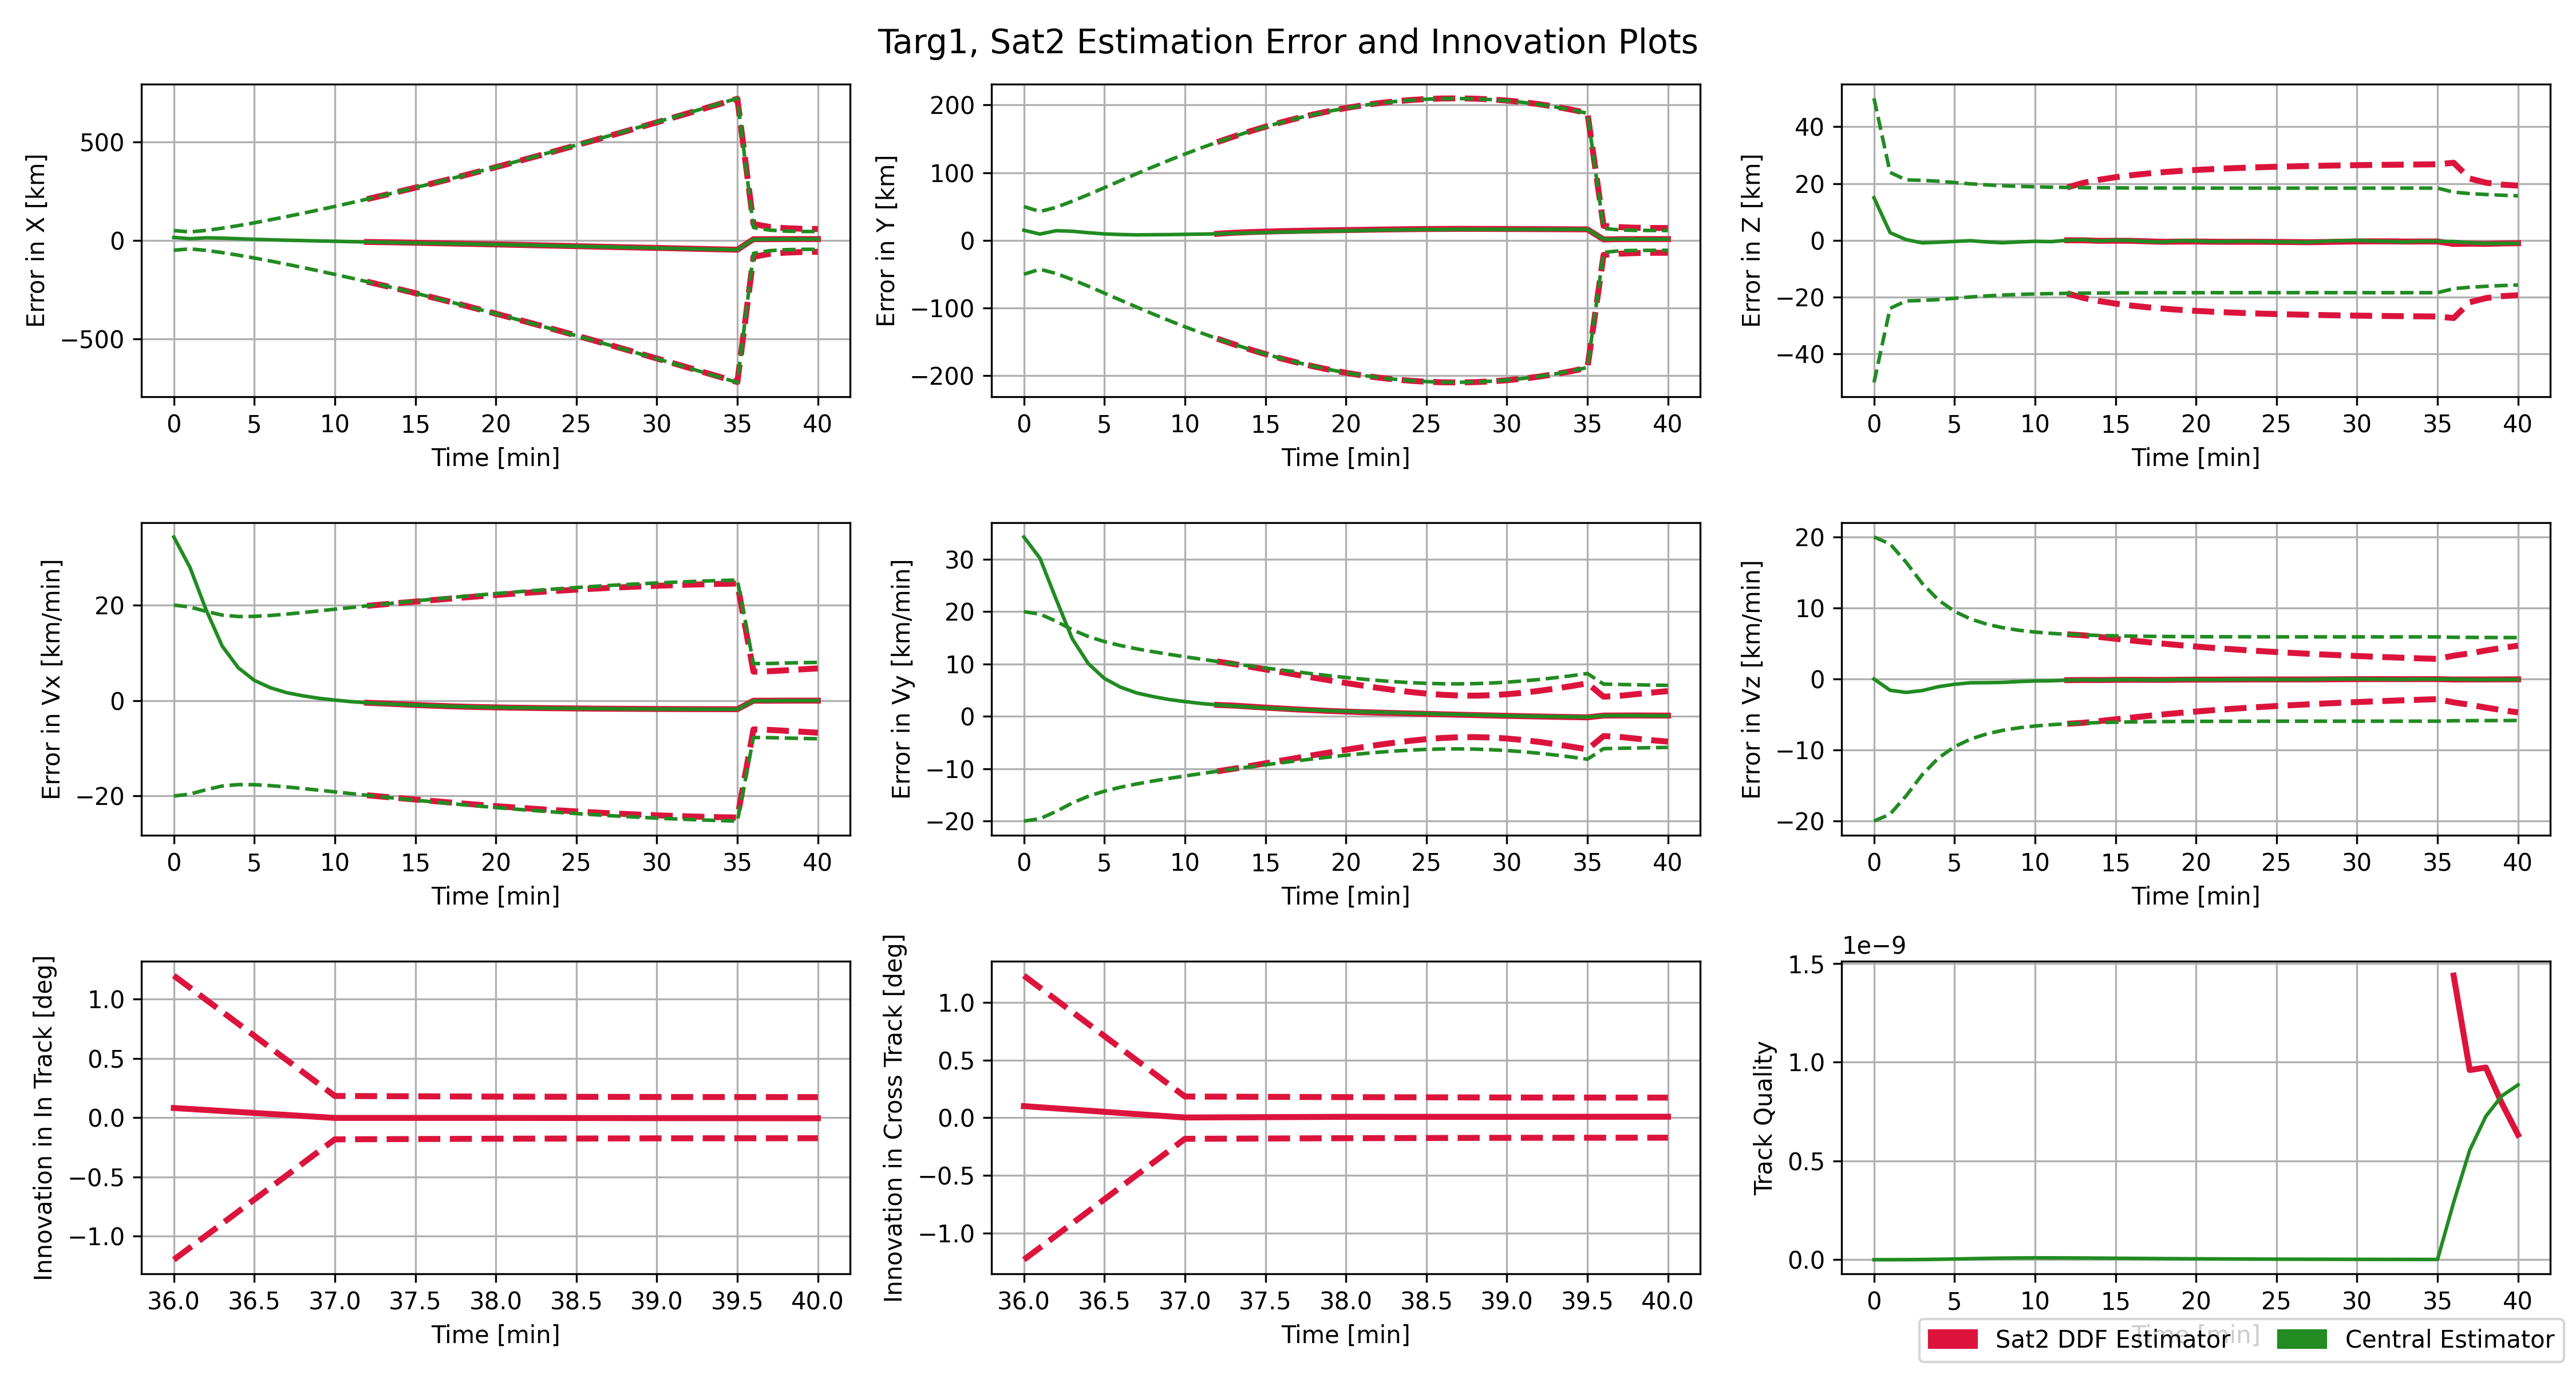 Targ1, Sat2 Estimation Error and Innovation Plots
Error in X [km]
500
0
−500
0 5 10 15 20 25 30 35 40
Time [min]
Error in Y [km]
200
100
0
−100
−200
0 5 10 15 20 25 30 35 40
Time [min]
Error in Z [km]
40
20
0
−20
−40
0 5 10 15 20 25 30 35 40
Time [min]
Error in Vx [km/min]
20
0
−20
0 5 10 15 20 25 30 35 40
Time [min]
Error in Vy [km/min]
30
20
10
0
−10
−20
0 5 10 15 20 25 30 35 40
Time [min]
Error in Vz [km/min]
20
10
0
−10
−20
0 5 10 15 20 25 30 35 40
Time [min]
Innovation in In Track [deg]
1.0
0.5
0.0
−0.5
−1.0
36.0 36.5 37.0 37.5 38.0 38.5 39.0 39.5 40.0
Time [min]
Innovation in Cross Track [deg]
1.0
0.5
0.0
−0.5
−1.0
36.0 36.5 37.0 37.5 38.0 38.5 39.0 39.5 40.0
Time [min]
1e−9
Track Quality
1.5
1.0
0.5
0.0
0 5 10 15 20 25 30 35 40
Time [min]
Sat2 DDF Estimator
Central Estimator